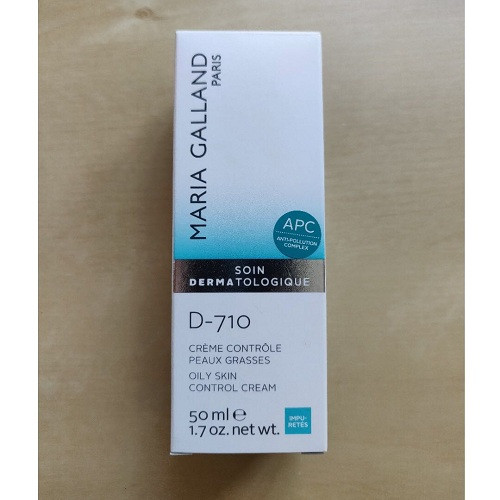 MARIA GALLAND
PARIS
APC
ANTI-POLLUTION
COMPLEX
SOIN
DERMATOLOGIQUE
D-710
CRÈME CONTRÔLE
PEAUX GRASSES
OILY SKIN
CONTROL CREAM
50 ml e
1.7 oz. net wt.
IMPU-
RETÉS